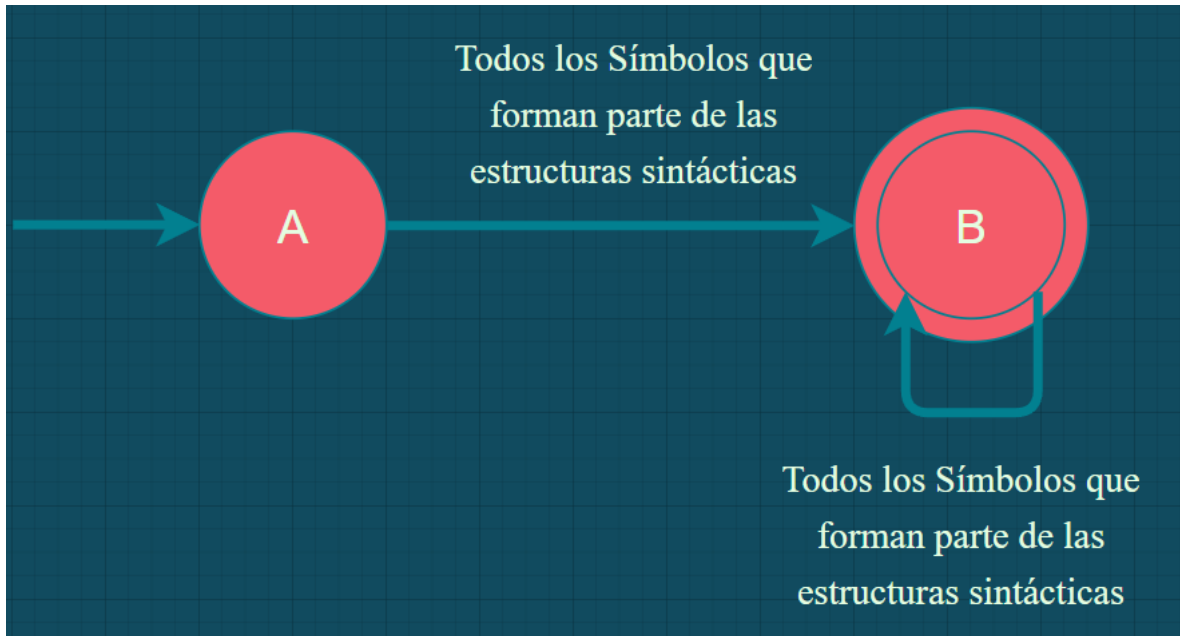 Todos los Símbolos que
forman parte de las
estructuras sintácticas
A
B
Todos los Símbolos que
forman parte de las
estructuras sintácticas